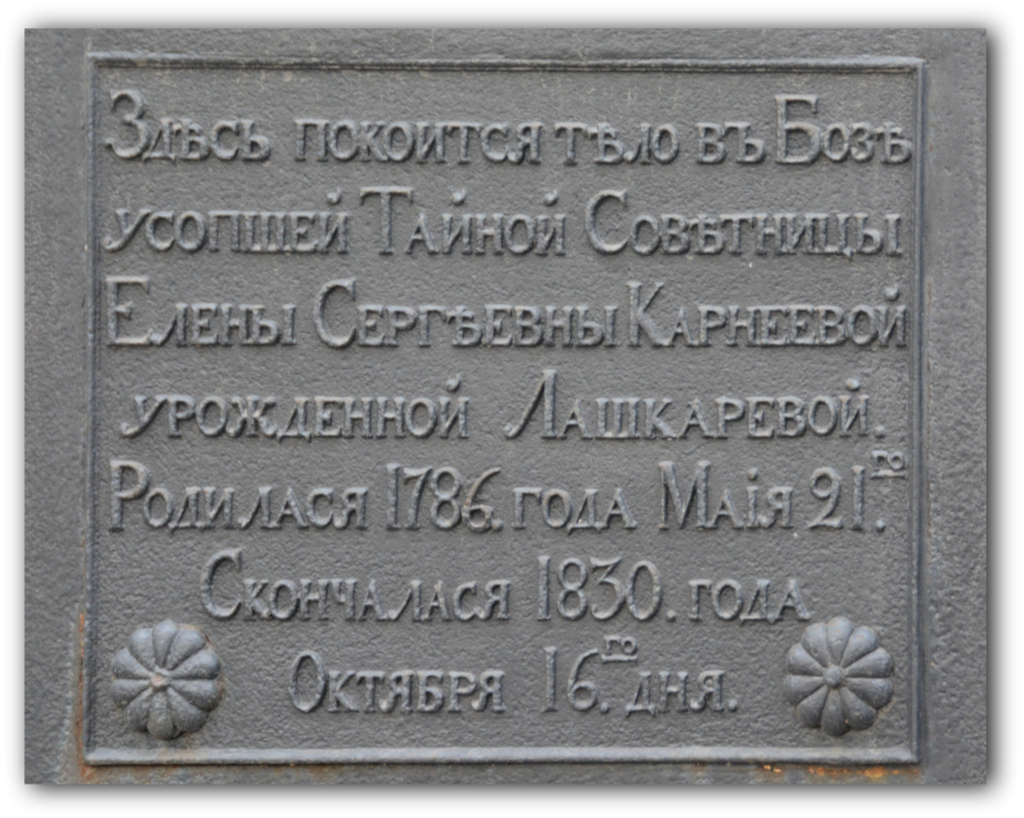 Здѣсь покоится тѣло въ Бозѣ
усопшей Тайной Совѣтницы
Елены Сергѣевны Карнеевой
урожденной Лашкаревой.
Родилася 1786. года Маія 21.го
Скончалася 1830. года
Октября 16.го дня.